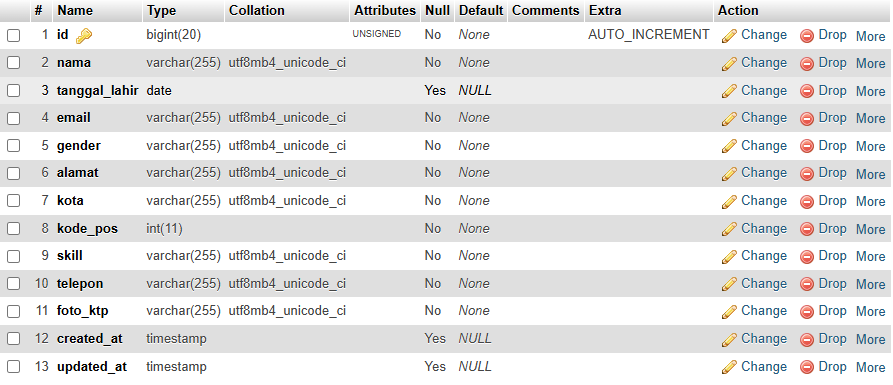 # Name Type Collation Attributes Null Default Comments Extra Action
1 id bigint(20) UNSIGNED No None AUTO_INCREMENT Change Drop More
2 nama varchar(255) utf8mb4_unicode_ci No None Change Drop More
3 tanggal_lahir date Yes NULL Change Drop More
4 email varchar(255) utf8mb4_unicode_ci No None Change Drop More
5 gender varchar(255) utf8mb4_unicode_ci No None Change Drop More
6 alamat varchar(255) utf8mb4_unicode_ci No None Change Drop More
7 kota varchar(255) utf8mb4_unicode_ci No None Change Drop More
8 kode_pos int(11) No None Change Drop More
9 skill varchar(255) utf8mb4_unicode_ci No None Change Drop More
10 telepon varchar(255) utf8mb4_unicode_ci No None Change Drop More
11 foto_ktp varchar(255) utf8mb4_unicode_ci No None Change Drop More
12 created_at timestamp Yes NULL Change Drop More
13 updated_at timestamp Yes NULL Change Drop More